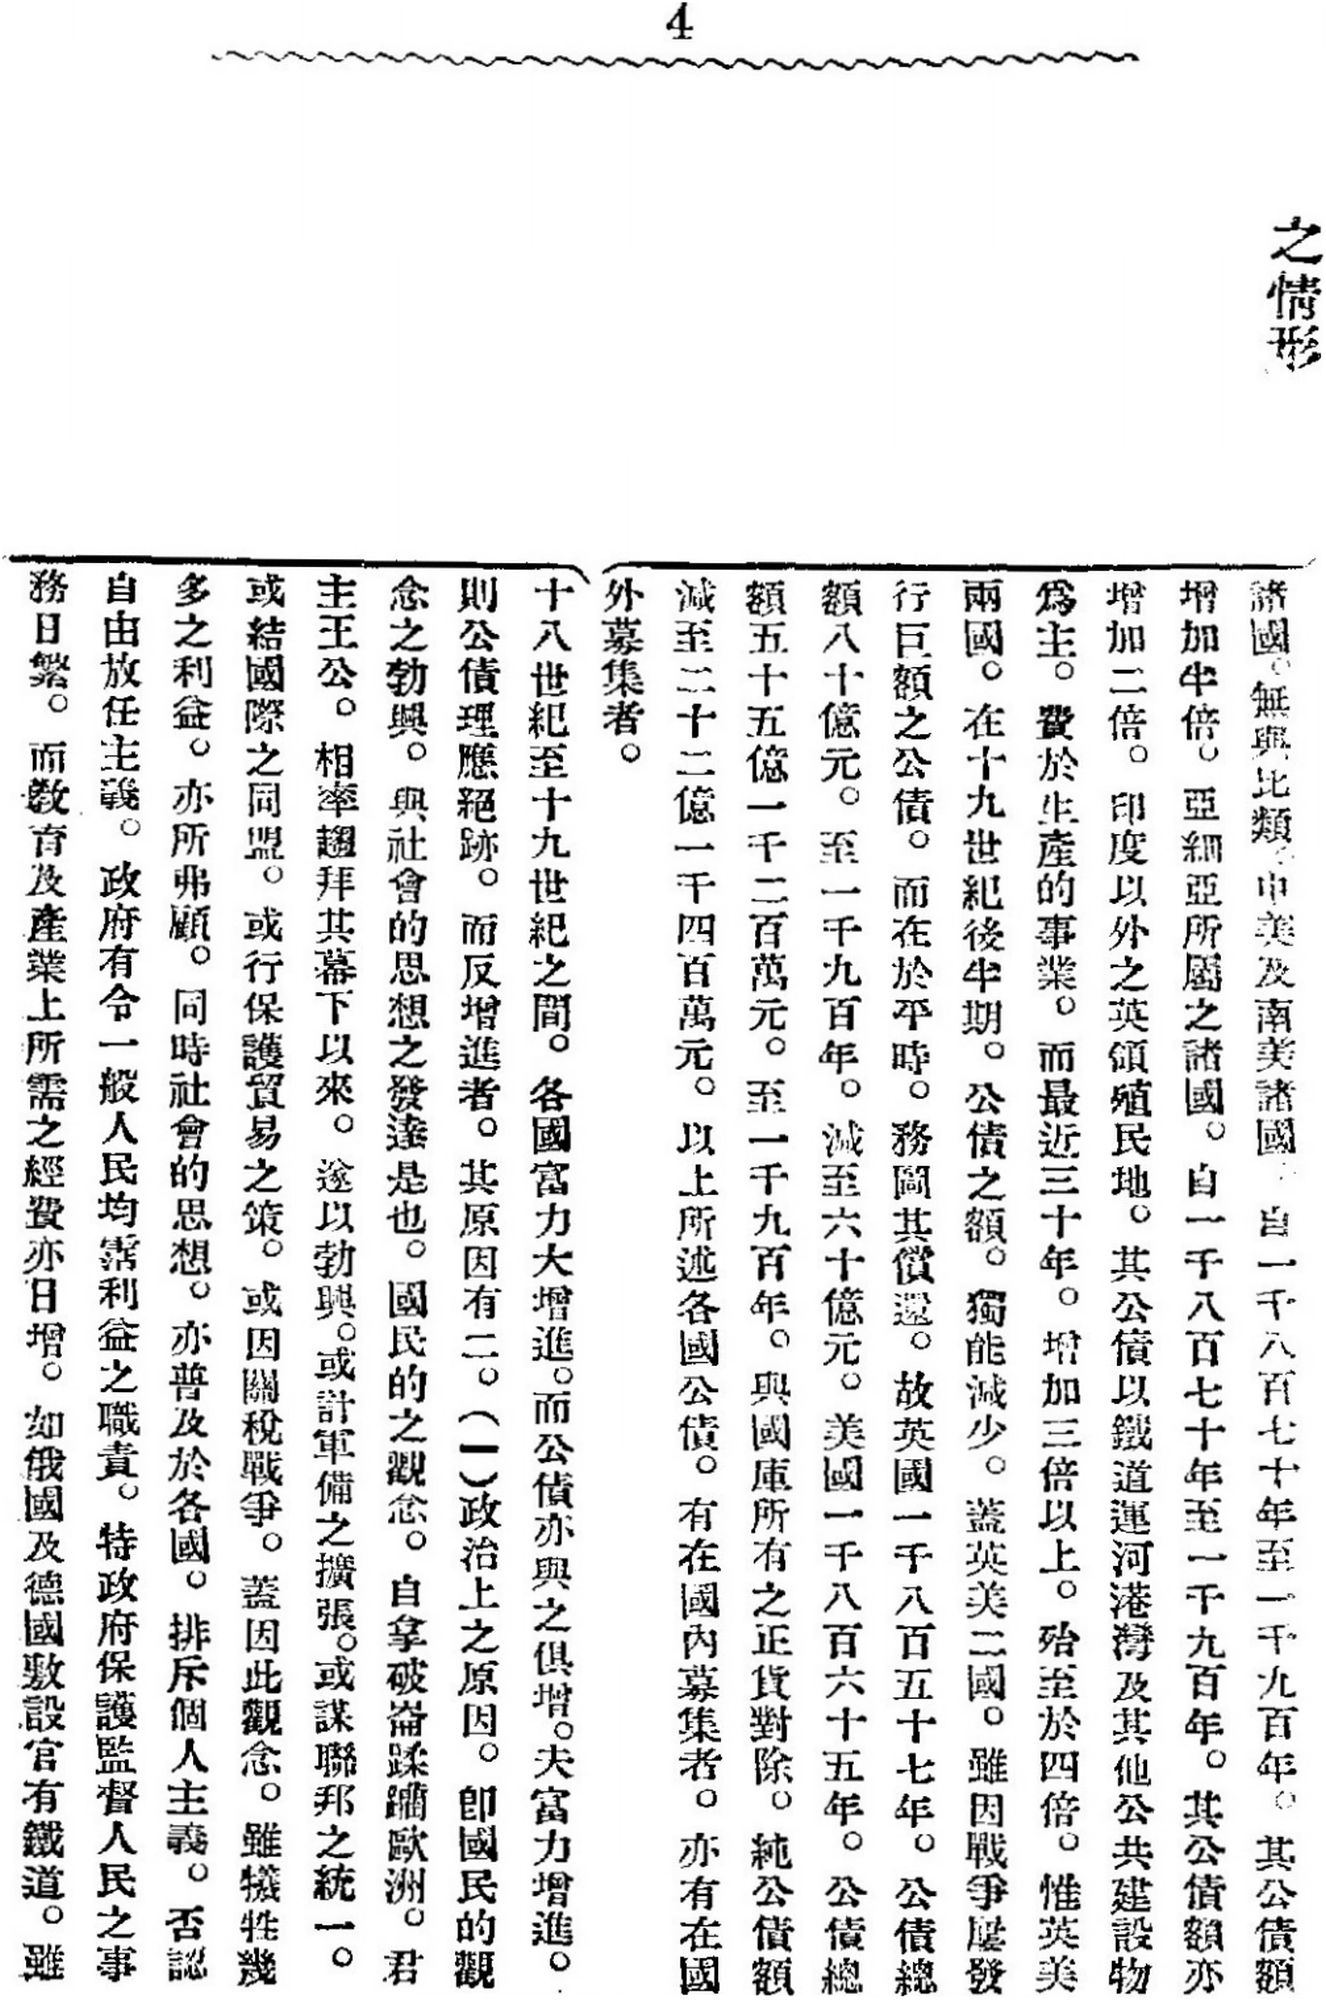 4
之情形
諸國。無與比類。中美及南美諸國。自一千八百七十年至一千九百年。其公債額
增加半倍。亞細亞所屬之諸國。自一千八百七十年至一千九百年。其公債額亦
增加二倍。印度以外之英領殖民地。其公債以鐵道運河港灣及其他公共建設物
爲主。費於生產的事業。而最近三十年。增加三倍以上。殆至於四倍。惟英美
兩國。在十九世紀後半期。公債之額。獨能減少。蓋英美二國。雖因戰爭屢發
行巨額之公債。而在於平時。務圖其償還。故英國一千八百五十七年。公債總
額八十億元。至一千九百年。減至六十億元。美國一千八百六十五年。公債總
額五十五億一千二百萬元。至一千九百年。與國庫所有之正貨對除。純公債額
減至二十二億一千四百萬元。以上所述各國公債。有在國內募集者。亦有在國
外募集者。
十八世紀至十九世紀之間。各國富力大增進。而公債亦與之俱增。夫富力增進。
則公債理應絕跡。而反增進者。其原因有二。（一）政治上之原因。卽國民的觀
念之勃興。與社會的思想之發達是也。國民的之觀念。自拿破崙蹂躪歐洲。君
主王公。相率趨拜其幕下以來。遂以勃興。或計軍備之擴張。或謀聯邦之統一。
或結國際之同盟。或行保護貿易之策。或因關稅戰爭。蓋因此觀念。雖犧牲幾
多之利益。亦所弗顧。同時社會的思想。亦普及於各國。排斥個人主義。否認
自由放任主義。政府有令一般人民均霑利益之職責。特政府保護監督人民之事
務日繁。而敎育及產業上所需之經費亦日增。如俄國及德國敷設官有鐵道。雖